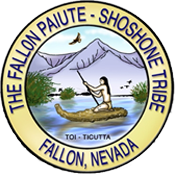 THE FALLON PAIUTE - SHOSHONE TRIBE
TOI - TICUTTA
FALLON, NEVADA